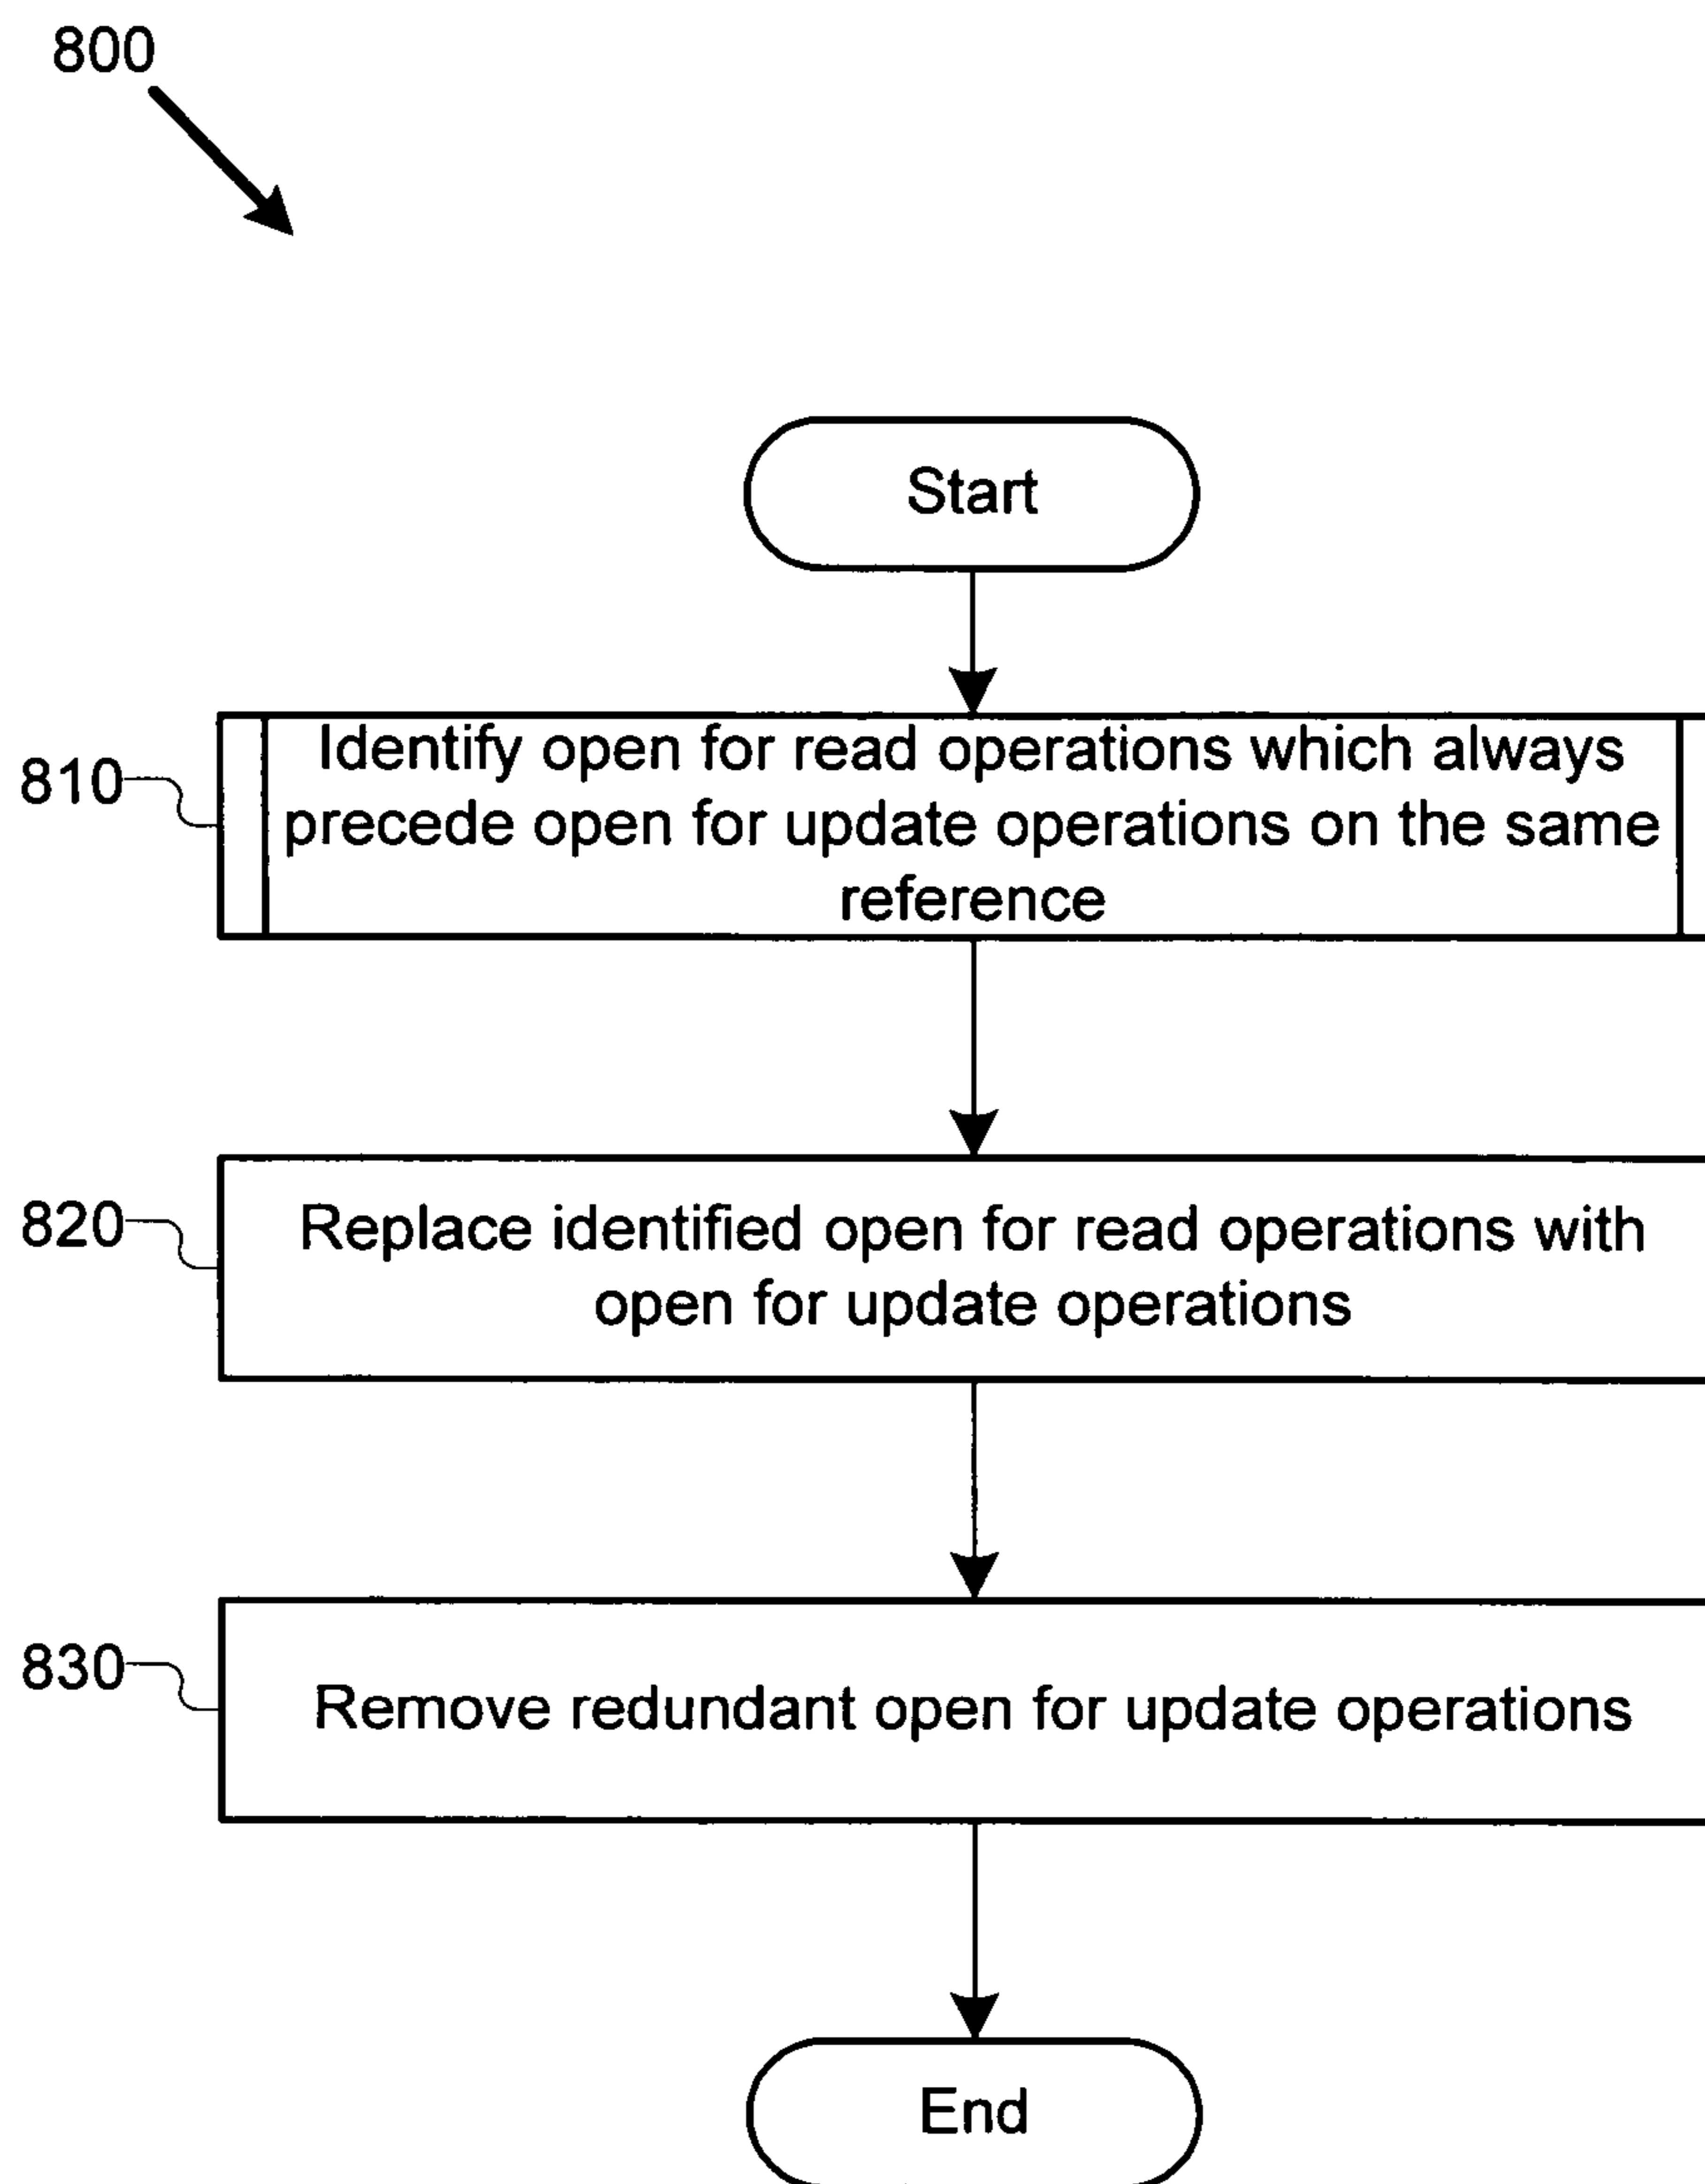 800
Start
810
Identify open for read operations which always
precede open for update operations on the same
reference
820
Replace identified open for read operations with
open for update operations
830
Remove redundant open for update operations
End